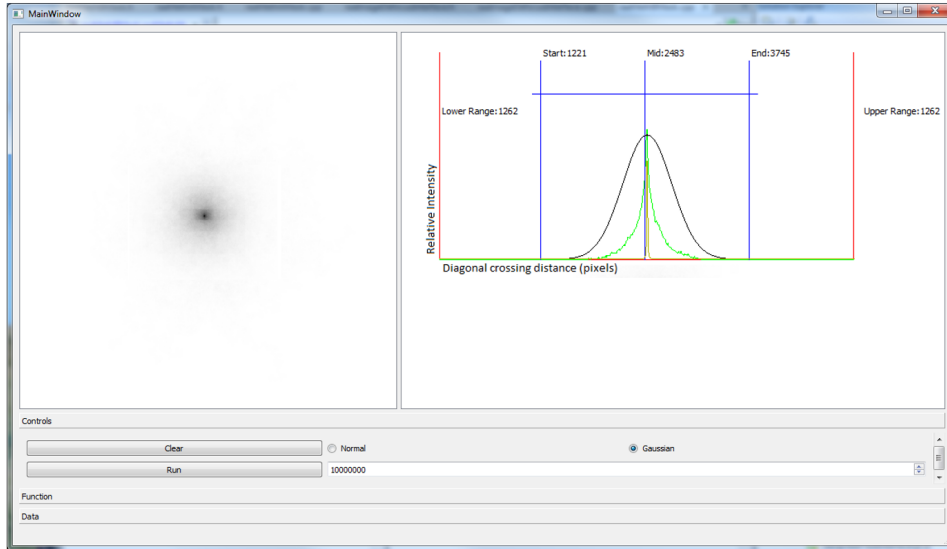 MainWindow
Start:1221
Mid:2483
End:3745
Lower Range:1262
Upper Range:1262
Relative Intensity
Diagonal crossing distance (pixels)
Controls
Clear
Normal
Gaussian
Run
10000000
Function
Data